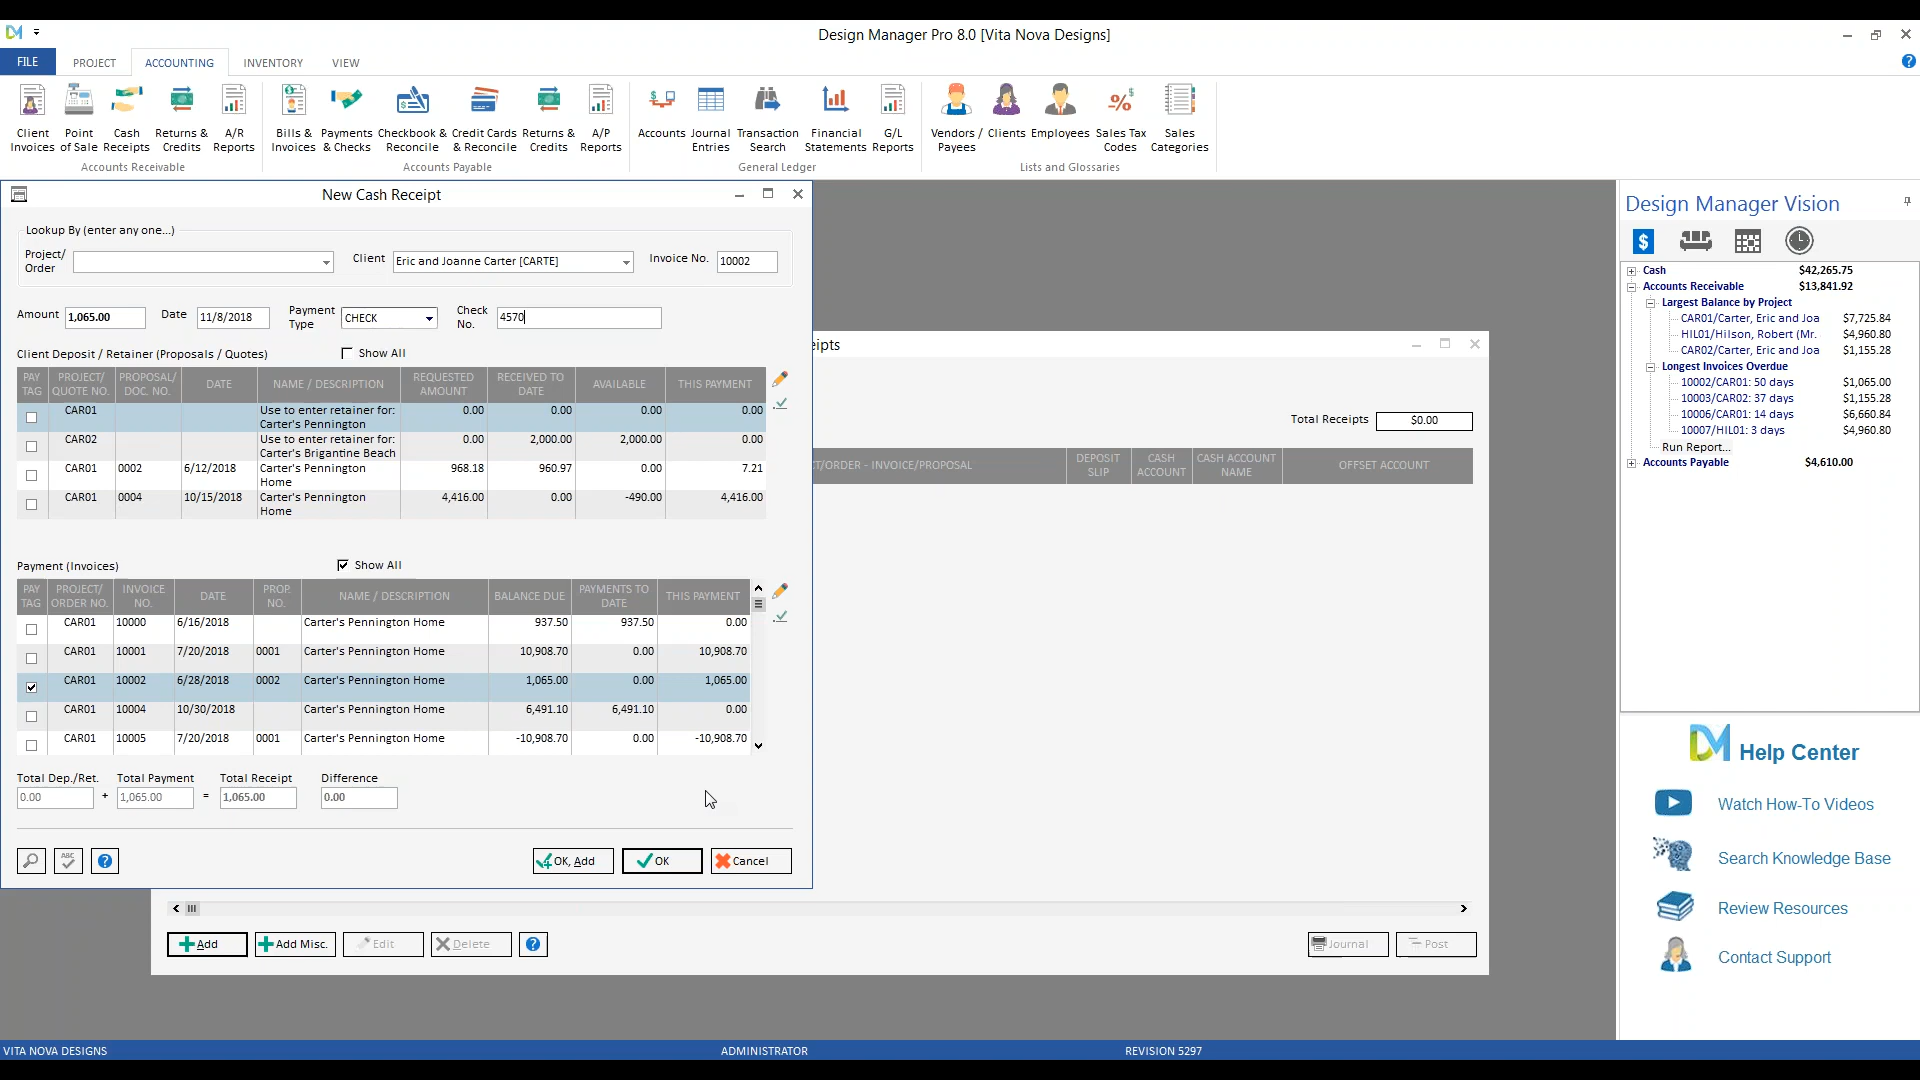 Design Manager Pro 8.0 [Vita Nova Designs]
FILE PROJECT ACCOUNTING INVENTORY VIEW
Client Invoices
Point of Sale
Cash Receipts
Returns & Credits
A/R Reports
Bills & Invoices
Payments & Checks
Checkbook & Reconcile
Credit Cards & Reconcile
Returns & Credits
A/P Reports
Accounts
Journal Entries
Transaction Search
Financial Statements
G/L Reports
Vendors / Payees
Clients
Employees
Sales Tax Codes
Sales Categories
Accounts Receivable
Accounts Payable
General Ledger
Lists and Glossaries
New Cash Receipt
Lookup By (enter any one...)
Project/ Order
Client Eric and Joanne Carter [CARTE]
Invoice No. 10002
Amount 1,065.00 Date 11/8/2018 Payment Type CHECK Check No. 4570
Client Deposit / Retainer (Proposals / Quotes) Show All
PAY TAG PROJECT/ QUOTE NO. PROPOSAL/ DOC. NO. DATE NAME / DESCRIPTION REQUESTED AMOUNT RECEIVED TO DATE AVAILABLE THIS PAYMENT
CAR01 Use to enter retainer for: Carter's Pennington 0.00 0.00 0.00 0.00
CAR02 Use to enter retainer for: Carter's Brigantine Beach 0.00 2,000.00 2,000.00 0.00
CAR01 0002 6/12/2018 Carter's Pennington Home 968.18 960.97 0.00 7.21
CAR01 0004 10/15/2018 Carter's Pennington Home 4,416.00 0.00 -490.00 4,416.00
Payment (Invoices) Show All
PAY TAG PROJECT/ ORDER NO. INVOICE NO. DATE PROP. NO. NAME / DESCRIPTION BALANCE DUE PAYMENTS TO DATE THIS PAYMENT
CAR01 10000 6/16/2018 Carter's Pennington Home 937.50 937.50 0.00
CAR01 10001 7/20/2018 0001 Carter's Pennington Home 10,908.70 0.00 10,908.70
CAR01 10002 6/28/2018 0002 Carter's Pennington Home 1,065.00 0.00 1,065.00
CAR01 10004 10/30/2018 Carter's Pennington Home 6,491.10 6,491.10 0.00
CAR01 10005 7/20/2018 0001 Carter's Pennington Home -10,908.70 0.00 -10,908.70
Total Dep./Ret. Total Payment Total Receipt Difference
0.00 + 1,065.00 = 1,065.00 0.00
ABC
OK, Add OK Cancel
eipts
Total Receipts $0.00
CT/ORDER - INVOICE/PROPOSAL DEPOSIT SLIP CASH ACCOUNT CASH ACCOUNT NAME OFFSET ACCOUNT
Add Add Misc. Edit Delete Journal Post
Design Manager Vision
Cash $42,265.75
Accounts Receivable $13,841.92
Largest Balance by Project
CAR01/Carter, Eric and Joa $7,725.84
HIL01/Hilson, Robert (Mr. $4,960.80
CAR02/Carter, Eric and Joa $1,155.28
Longest Invoices Overdue
10002/CAR01: 50 days $1,065.00
10003/CAR02: 37 days $1,155.28
10006/CAR01: 14 days $6,660.84
10007/HIL01: 3 days $4,960.80
Run Report...
Accounts Payable $4,610.00
Help Center
Watch How-To Videos
Search Knowledge Base
Review Resources
Contact Support
VITA NOVA DESIGNS ADMINISTRATOR REVISION 5297